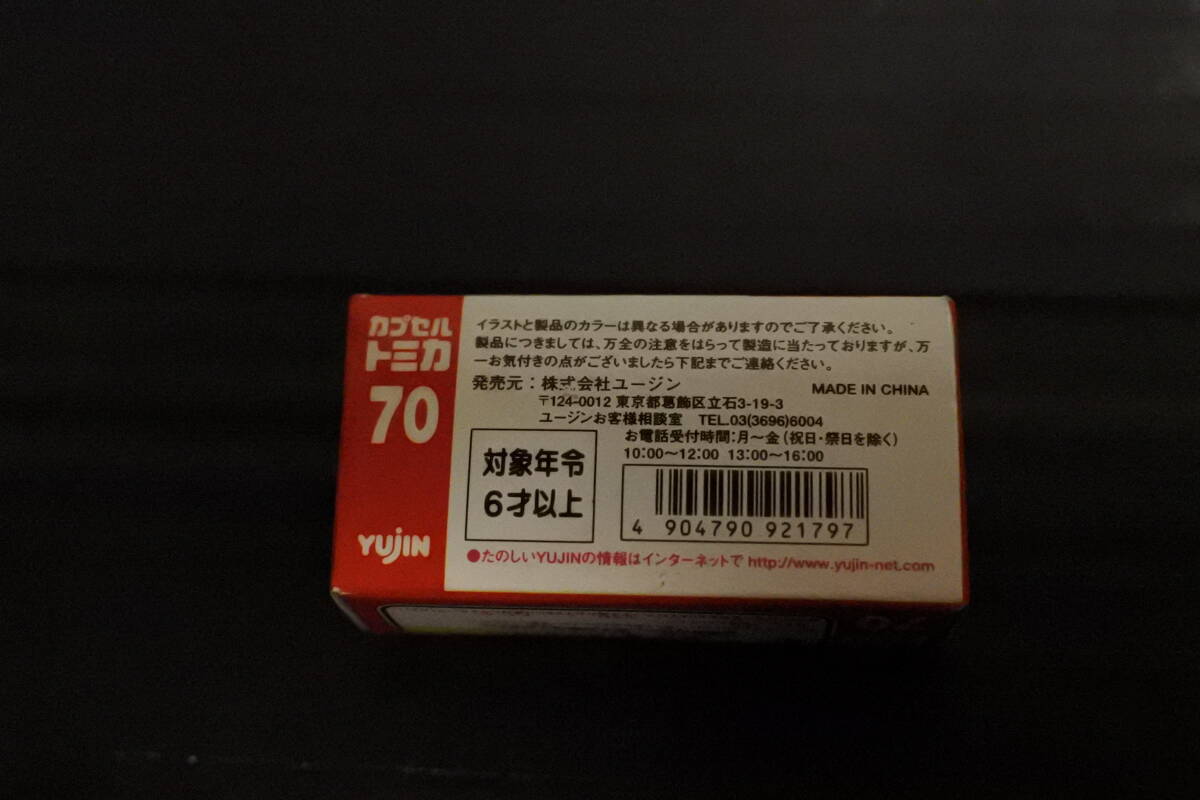 カプセル
トミカ
70
YUJIN
イラストと製品のカラーは異なる場合がありますのでご了承ください。
製品につきましては、万全の注意をはらって製造に当たっておりますが、万
一お気付きの点がございましたら下記までご連絡ください。
発売元：株式会社ユージン
MADE IN CHINA
〒124-0012 東京都葛飾区立石3-19-3
ユージンお客様相談室 TEL.03(3696)6004
お電話受付時間:月〜金(祝日・祭日を除く)
10:00〜12:00 13:00〜16:00
対象年令
6才以上
4 904790 921797
●たのしいYUJINの情報はインターネットで http://www.yujin-net.com